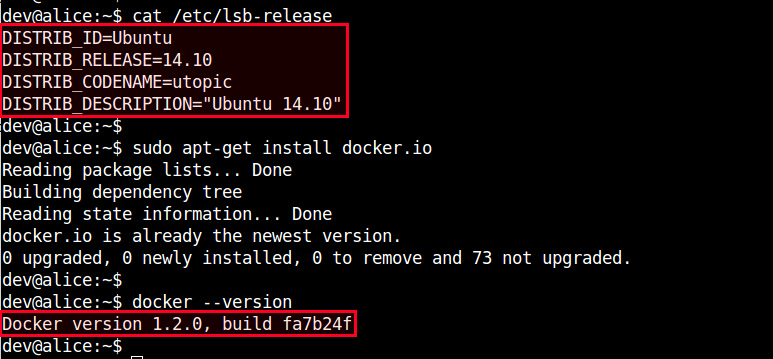 dev@alice:~$ cat /etc/lsb-release
DISTRIB_ID=Ubuntu
DISTRIB_RELEASE=14.10
DISTRIB_CODENAME=utopic
DISTRIB_DESCRIPTION="Ubuntu 14.10"
dev@alice:~$
dev@alice:~$ sudo apt-get install docker.io
Reading package lists... Done
Building dependency tree
Reading state information... Done
docker.io is already the newest version.
0 upgraded, 0 newly installed, 0 to remove and 73 not upgraded.
dev@alice:~$
dev@alice:~$ docker --version
Docker version 1.2.0, build fa7b24f
dev@alice:~$